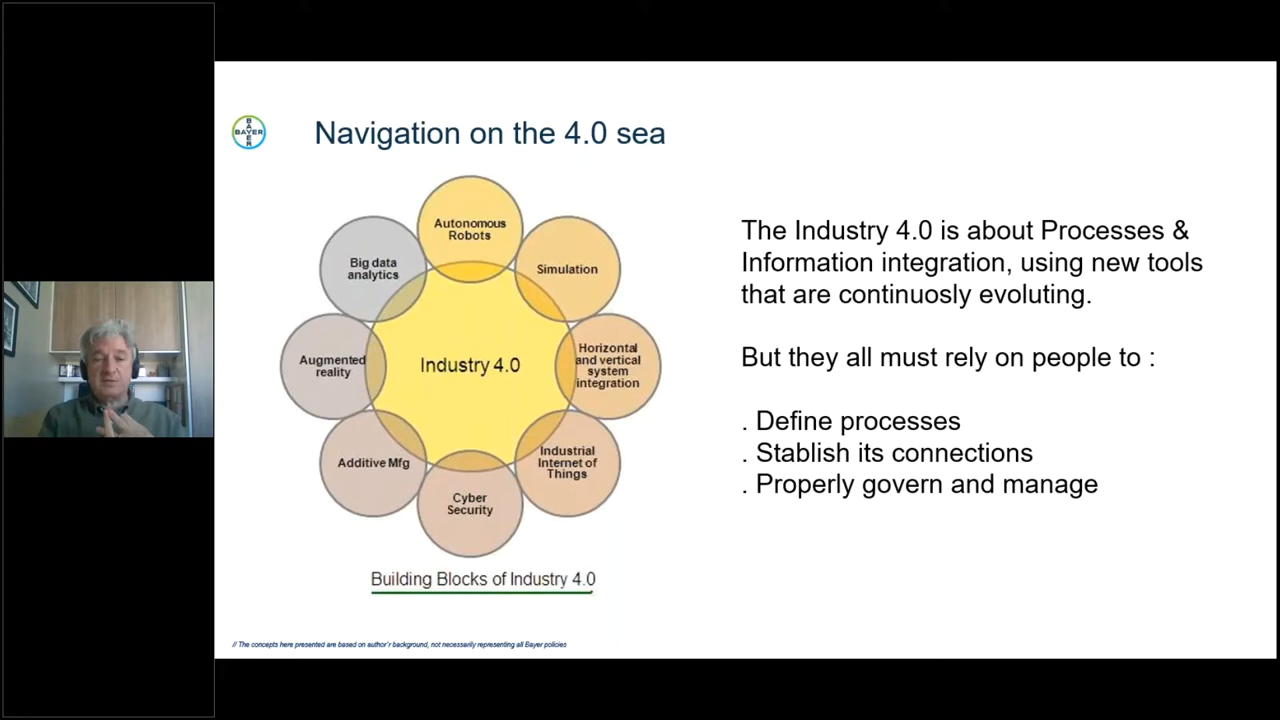 BAYER
BAYER
Navigation on the 4.0 sea
Autonomous
Robots
Big data
analytics
Simulation
Augmented
reality
Industry 4.0
Horizontal
and vertical
system
integration
Additive Mfg
Industrial
Internet of
Things
Cyber
Security
Building Blocks of Industry 4.0
The Industry 4.0 is about Processes &
Information integration, using new tools
that are continuosly evoluting.
But they all must rely on people to :
. Define processes
. Stablish its connections
. Properly govern and manage
// The concepts here presented are based on author's background, not necessarily representing all Bayer policies